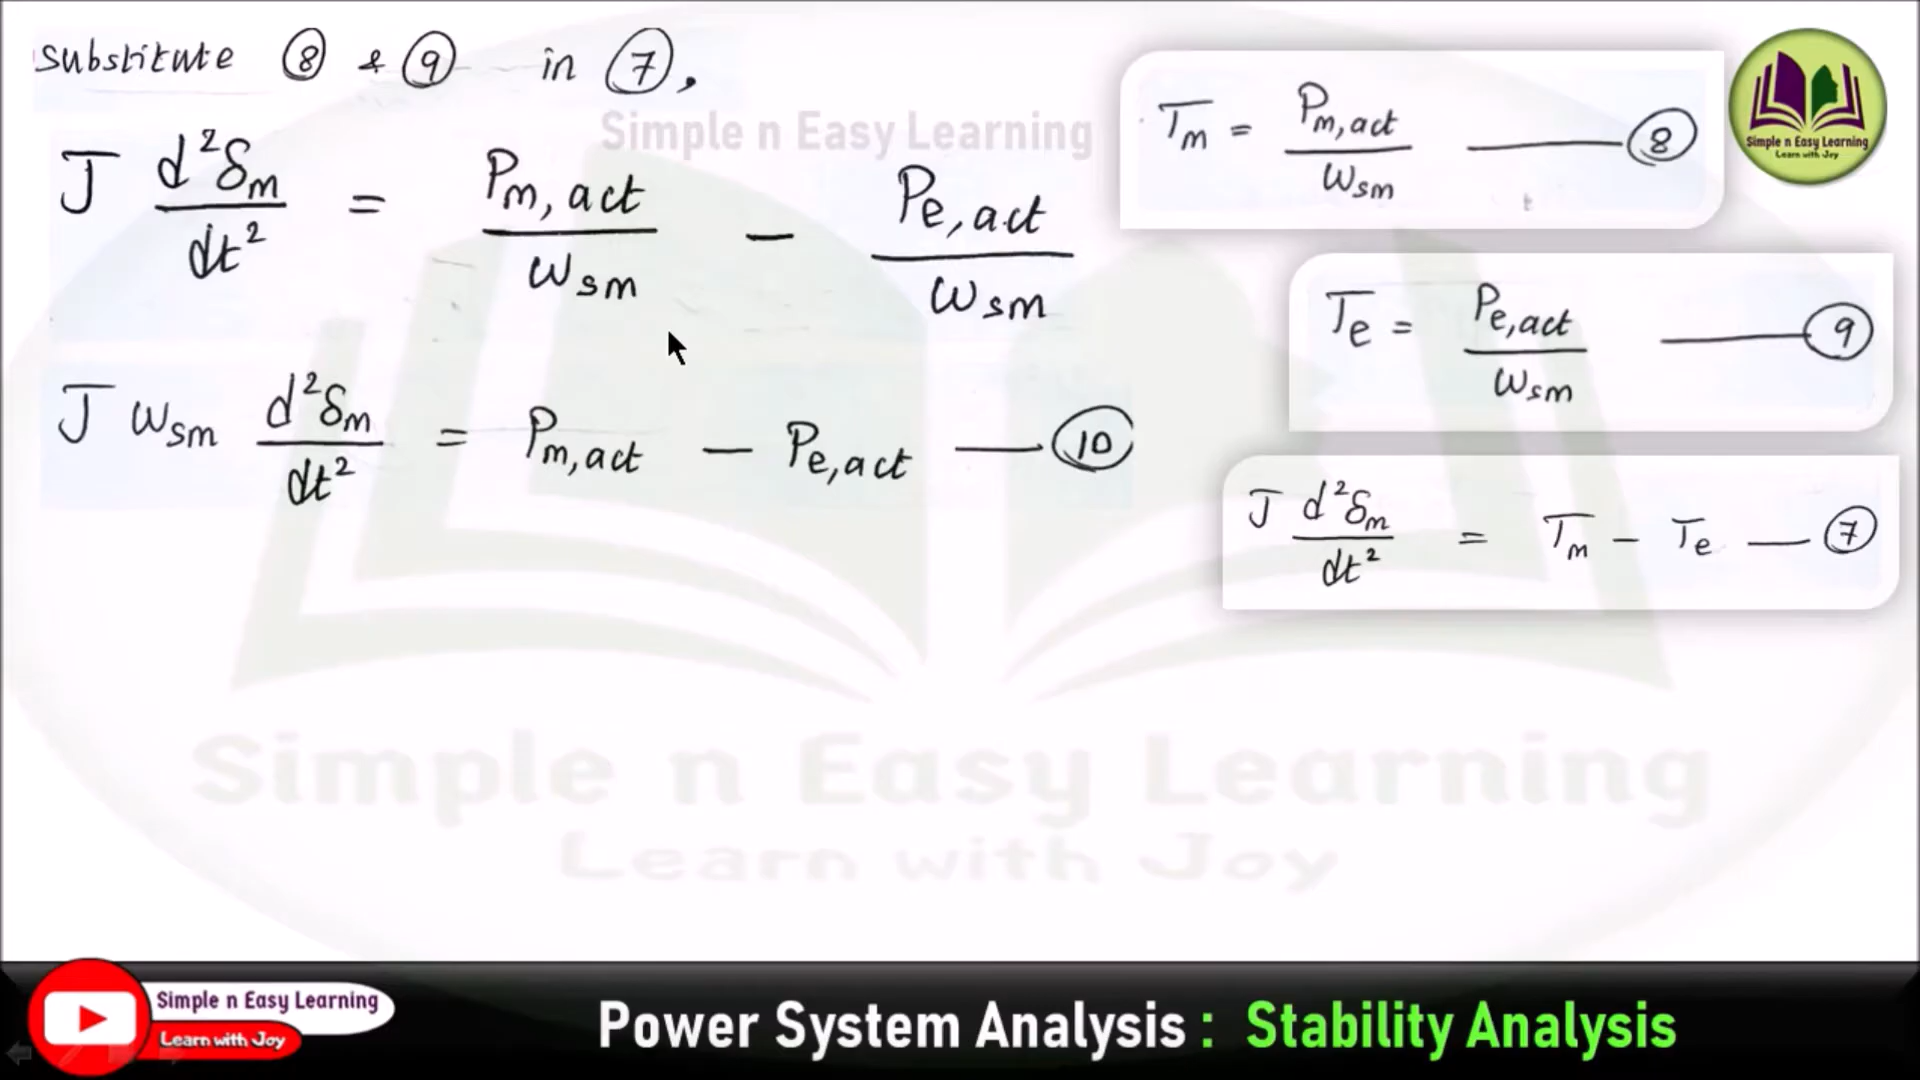 substitute ⑧ & ⑨ in ⑦,
J d²δm/dt² = Pm,act/ωsm − Pe,act/ωsm
J ωsm d²δm/dt² = Pm,act − Pe,act — ⑩
Tm = Pm,act/ωsm — ⑧
Te = Pe,act/ωsm — ⑨
J d²δm/dt² = Tm − Te — ⑦
Simple n Easy Learning
Learn with Joy
Simple n Easy Learning
Simple n Easy Learning
Learn with Joy
Simple n Easy Learning
Learn with Joy
Power System Analysis : Stability Analysis